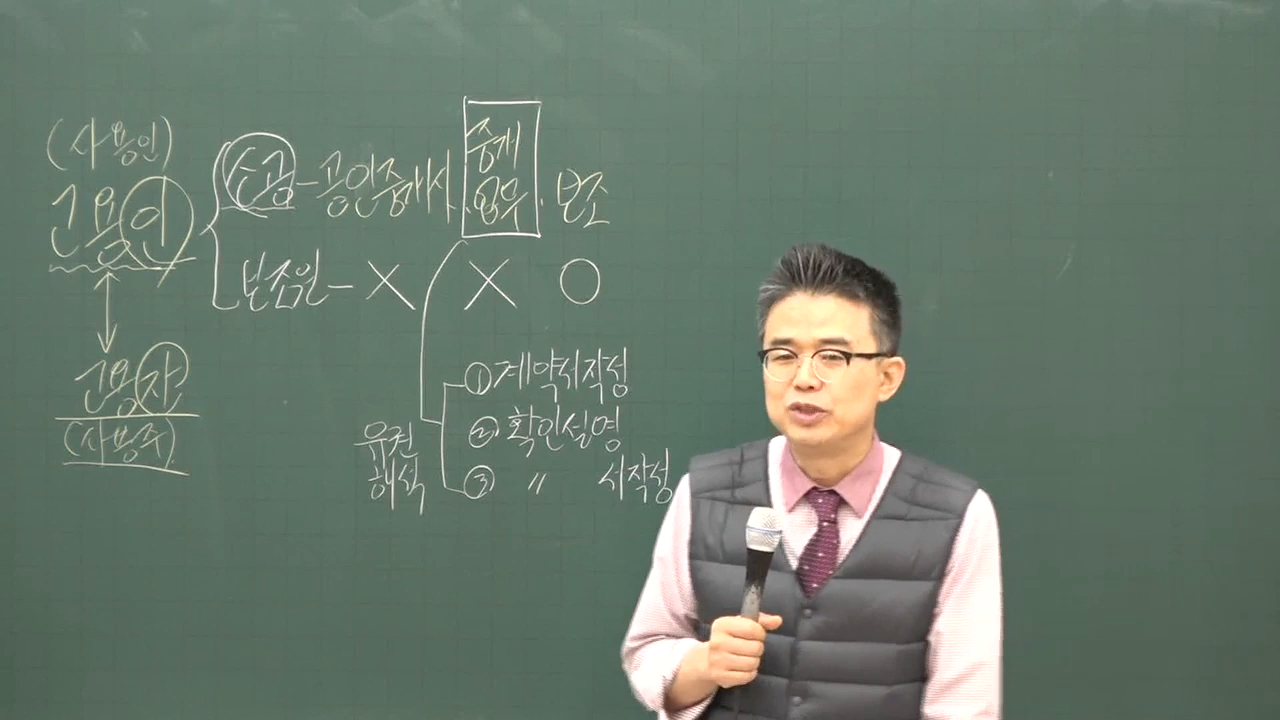 (사용인)
고용인
소공 - 공인중개사 중개업무 · 보조
보조원 - X X O
고용자
(사용주)
유권해석
① 계약서작성
② 확인설명
③ 〃 서작성